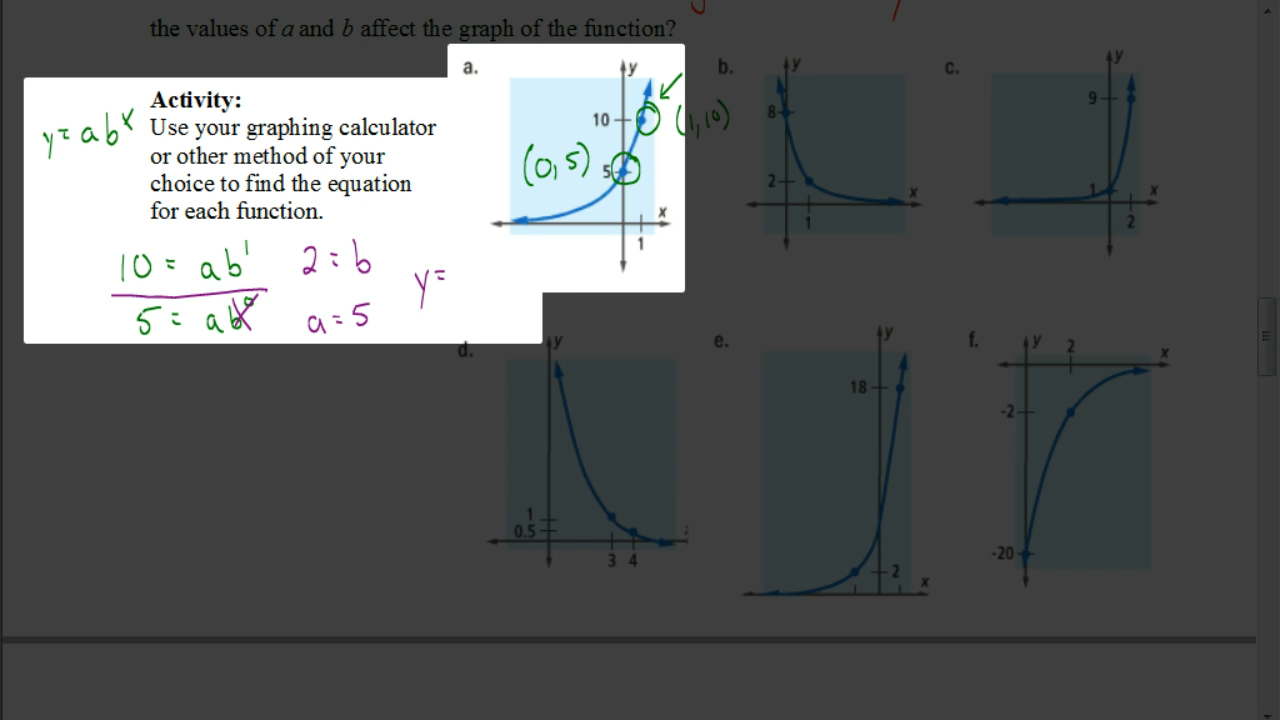 the values of a and b affect the graph of the function?
Activity:
Use your graphing calculator
or other method of your
choice to find the equation
for each function.
y = ab^x
10 = ab^1
5 = ab^0
2 = b
a = 5
y =
a.
y
10
(1,10)
(0,5)
5
x
1
b.
y
8
2
x
1
c.
y
9
1
x
2
d.
y
1
0.5
3 4
e.
y
18
2
x
f.
y
2
x
-2
-20